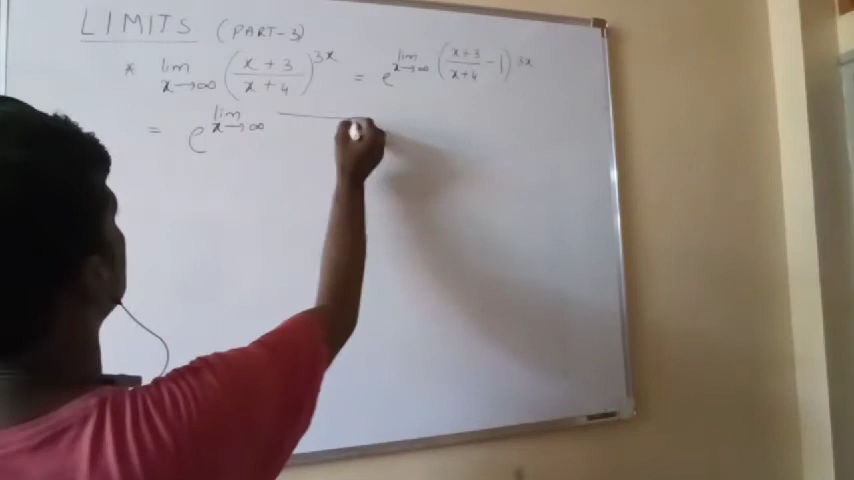 LIMITS (PART-3)
* lim x→∞ ((x+3)/(x+4))^3x = e^lim x→∞ ((x+3)/(x+4) - 1) 3x
= e^lim x→∞